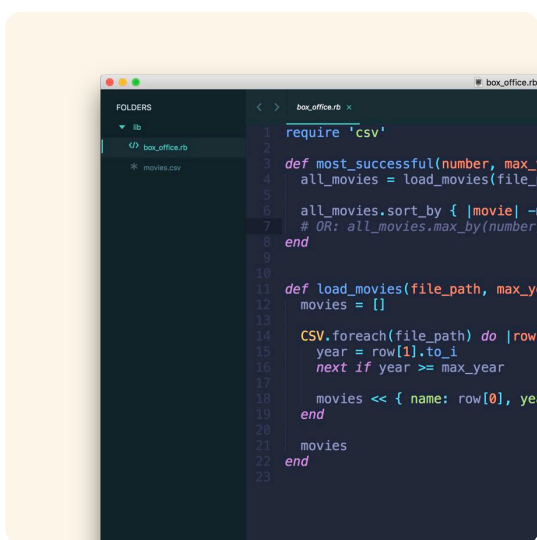 box_office.rb
FOLDERS
box_office.rb ×
lib
box_office.rb
movies.csv
1 require 'csv'
2
3 def most_successful(number, max_
4 all_movies = load_movies(file_
5
6 all_movies.sort_by { |movie| -
7 # OR: all_movies.max_by(number
8 end
9
10
11 def load_movies(file_path, max_ye
12 movies = []
13
14 CSV.foreach(file_path) do |row
15 year = row[1].to_i
16 next if year >= max_year
17
18 movies << { name: row[0], yea
19 end
20
21 movies
22 end
23